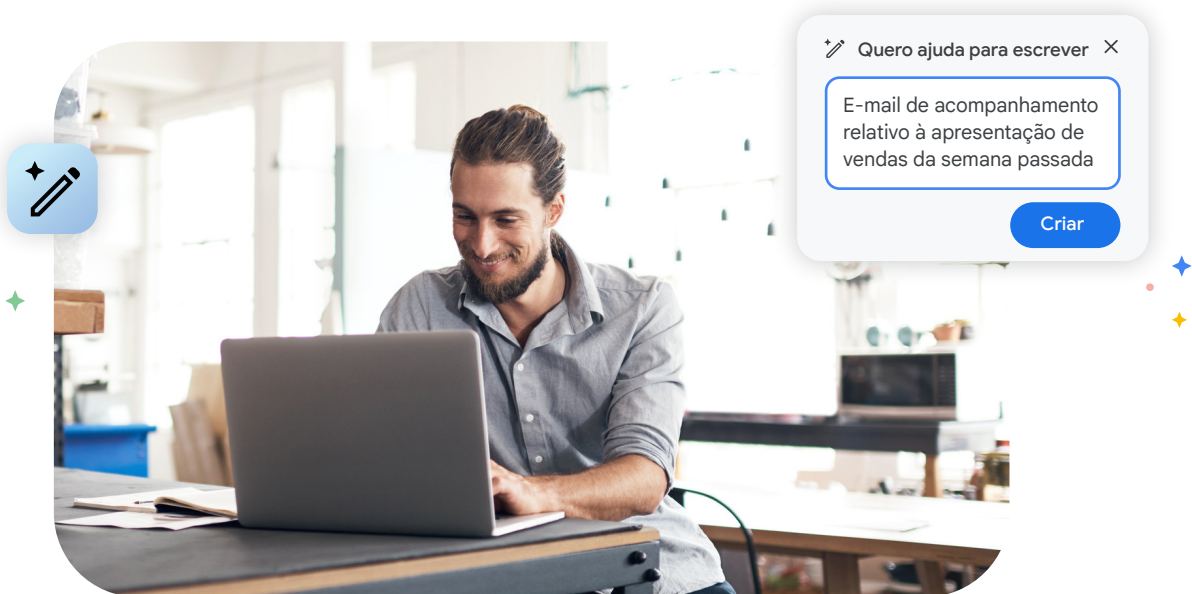 Quero ajuda para escrever
E-mail de acompanhamento
relativo à apresentação de
vendas da semana passada
Criar